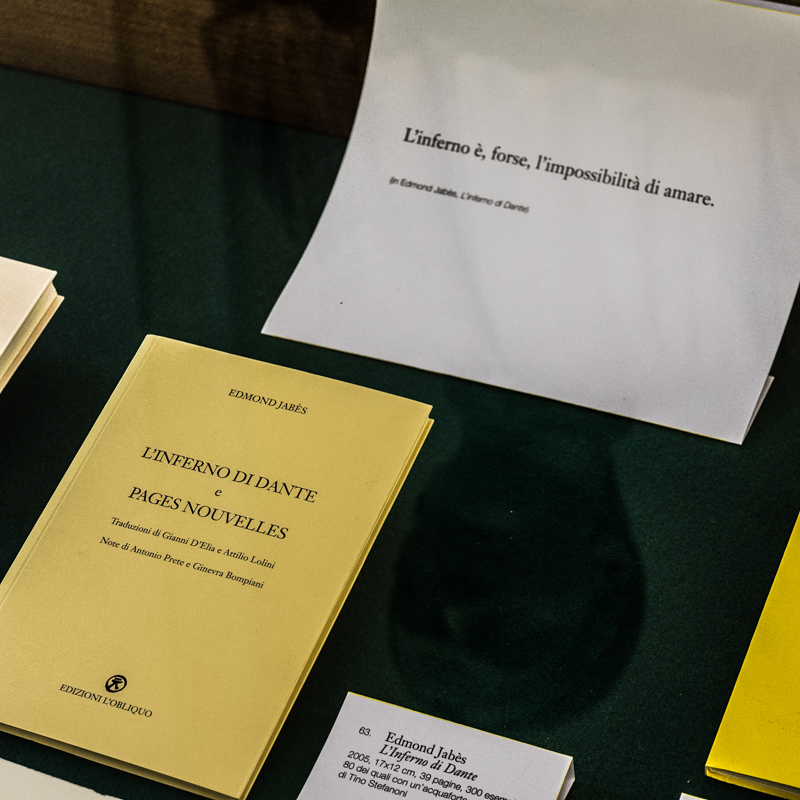 L'inferno è, forse, l'impossibilità di amare.
(in Edmond Jabès, L'inferno di Dante)
EDMOND JABÈS
L'INFERNO DI DANTE
e
PAGES NOUVELLES
Traduzioni di Gianni D'Elia e Attilio Lolini
Note di Antonio Prete e Ginevra Bompiani
EDIZIONI L'OBLIQUO
63. Edmond Jabès
L'Inferno di Dante
2005, 17x12 cm, 39 pagine, 300 esem
80 dei quali con un'acquaforte
di Tino Stefanoni